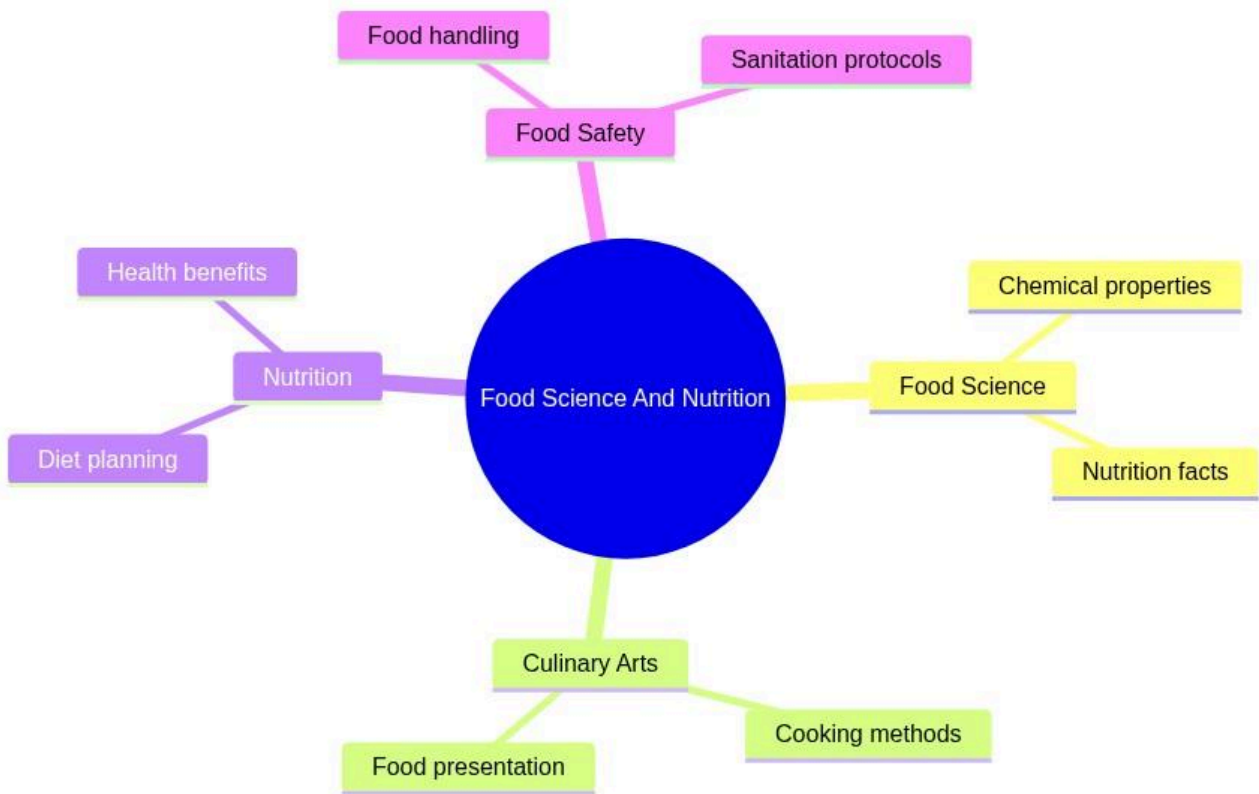 Food handling
Sanitation protocols
Food Safety
Health benefits
Chemical properties
Nutrition
Food Science
Food Science And Nutrition
Diet planning
Nutrition facts
Culinary Arts
Cooking methods
Food presentation